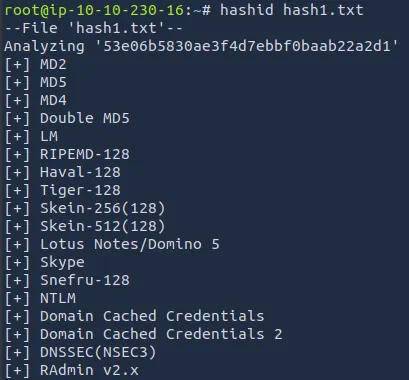 root@ip-10-10-230-16:~# hashid hash1.txt
--File 'hash1.txt'--
Analyzing '53e06b5830ae3f4d7ebbf0baab22a2d1'
[+] MD2
[+] MD5
[+] MD4
[+] Double MD5
[+] LM
[+] RIPEMD-128
[+] Haval-128
[+] Tiger-128
[+] Skein-256(128)
[+] Skein-512(128)
[+] Lotus Notes/Domino 5
[+] Skype
[+] Snefru-128
[+] NTLM
[+] Domain Cached Credentials
[+] Domain Cached Credentials 2
[+] DNSSEC(NSEC3)
[+] RAdmin v2.x